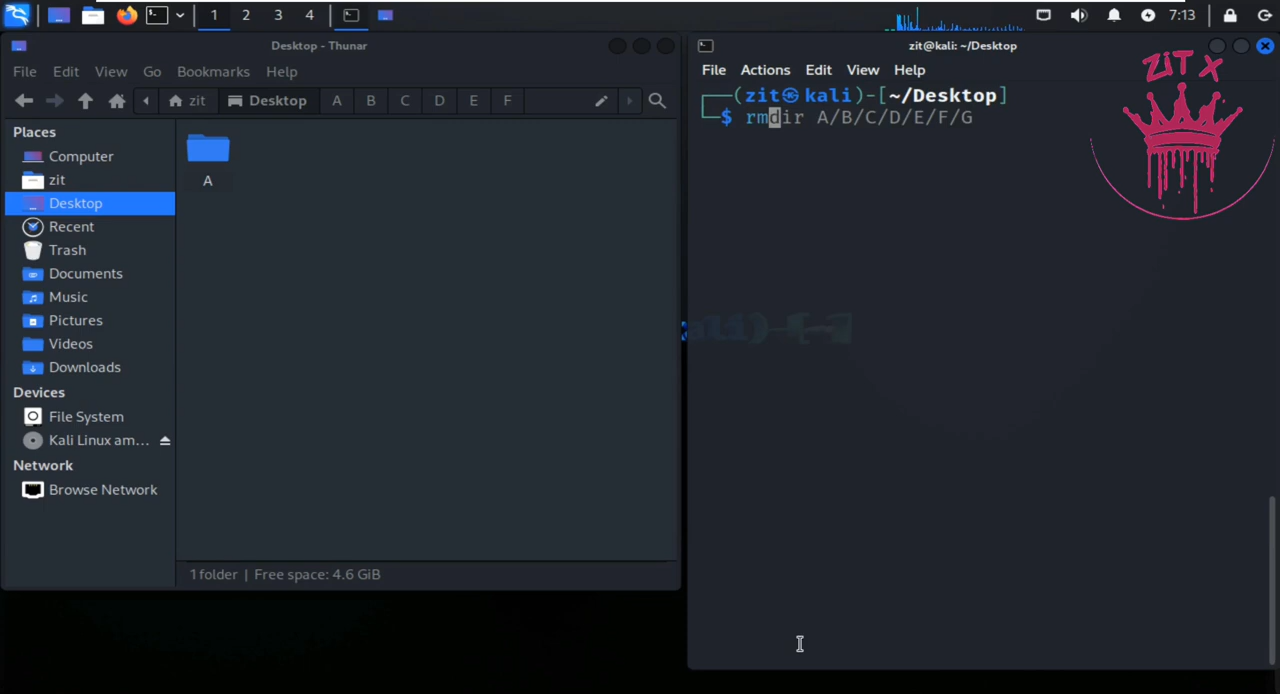 1
2
3
4
7:13
Desktop - Thunar
File Edit View Go Bookmarks Help
zit Desktop A B C D E F
Places
Computer
zit
Desktop
Recent
Trash
Documents
Music
Pictures
Videos
Downloads
Devices
File System
Kali Linux am...
Network
Browse Network
A
1 folder | Free space: 4.6 GiB
zit@kali: ~/Desktop
File Actions Edit View Help
ZiT X
(zit㉿kali)-[~/Desktop]
$ rmdir A/B/C/D/E/F/G
ali)-[~]